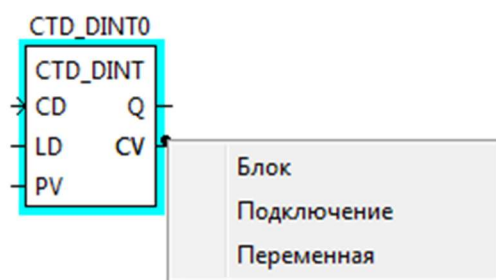 CTD_DINT0
CTD_DINT
CD Q
LD CV
PV
Блок
Подключение
Переменная